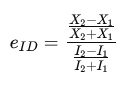 $e_{ID} = \frac{\frac{X_2 - X_1}{X_2 + X_1}}{\frac{I_2 - I_1}{I_2 + I_1}}$